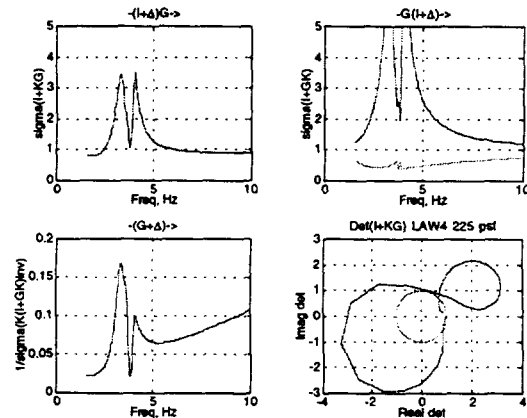 -(I+Δ)G->
5
4
3
2
1
0
sigma(I+KG)
0 5 10
Freq, Hz
-G(I+Δ)->
5
4
3
2
1
0
sigma(I+GK)
0 5 10
Freq, Hz
-(G+Δ)->
0.2
0.15
0.1
0.05
0
1/sigma(K(I+GK)inv)
0 5 10
Freq, Hz
Det(I+KG) LAW4 225 psf
3
2
1
0
-1
-2
-3
Imag det
-4 -2 0 2 4
Real det